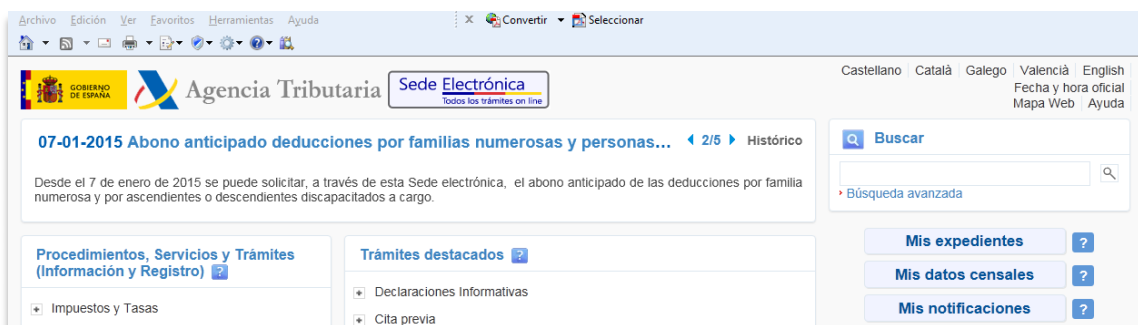 Archivo Edición Ver Favoritos Herramientas Ayuda
X Convertir Seleccionar
GOBIERNO DE ESPAÑA
Agencia Tributaria
Sede Electrónica
Todos los trámites on line
Castellano Català Galego Valencià English
Fecha y hora oficial
Mapa Web Ayuda
07-01-2015 Abono anticipado deducciones por familias numerosas y personas... 2/5 Histórico
Desde el 7 de enero de 2015 se puede solicitar, a través de esta Sede electrónica, el abono anticipado de las deducciones por familia
numerosa y por ascendientes o descendientes discapacitados a cargo.
Buscar
Búsqueda avanzada
Procedimientos, Servicios y Trámites
(Información y Registro) ?
+ Impuestos y Tasas
Trámites destacados ?
+ Declaraciones Informativas
+ Cita previa
Mis expedientes ?
Mis datos censales ?
Mis notificaciones ?